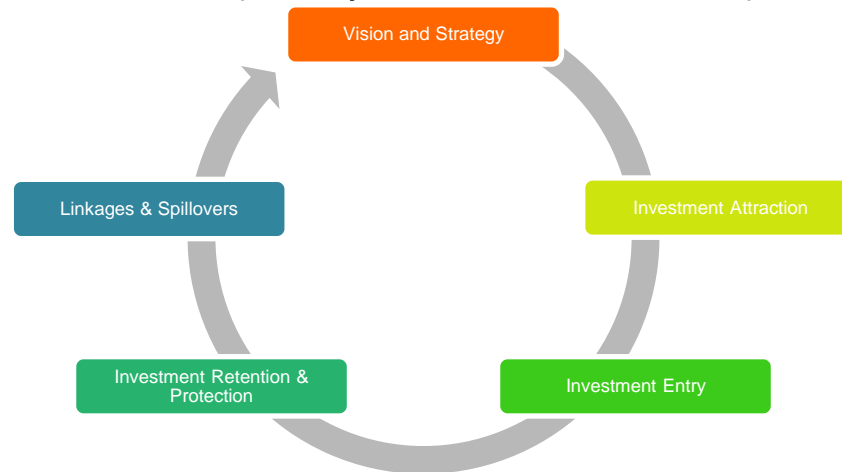 Vision and Strategy
Investment Attraction
Investment Entry
Investment Retention &
Protection
Linkages & Spillovers